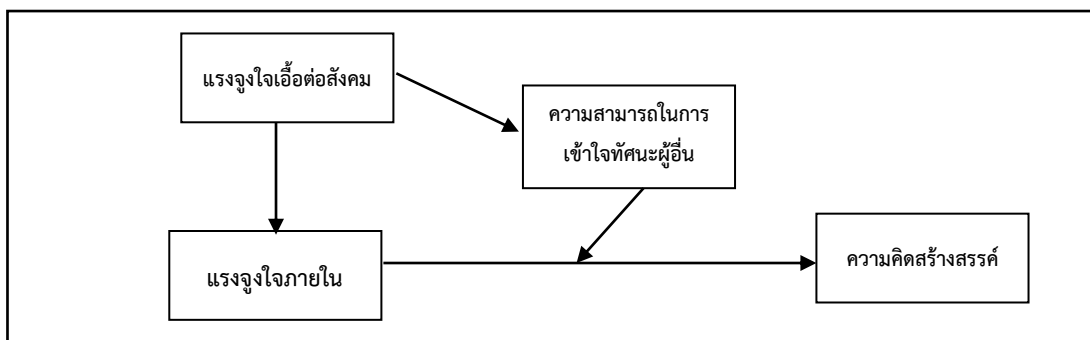 แรงจูงใจเอื้อต่อสังคม
ความสามารถในการ
เข้าใจทัศนะผู้อื่น
แรงจูงใจภายใน
ความคิดสร้างสรรค์